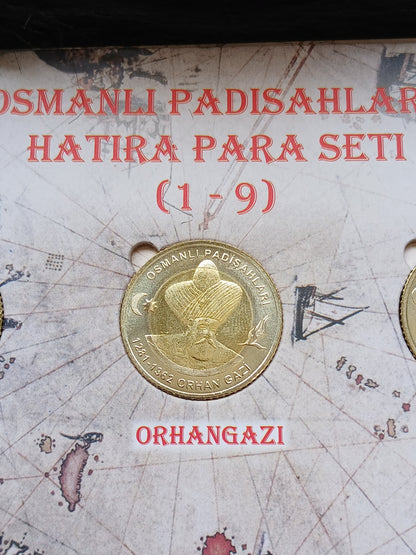 OSMANLI PADISAHLARI
HATIRA PARA SETI
(1 - 9)
OSMANLI PADİŞAHLARI
1281-1362 ORHAN GAZİ
ORHANGAZI